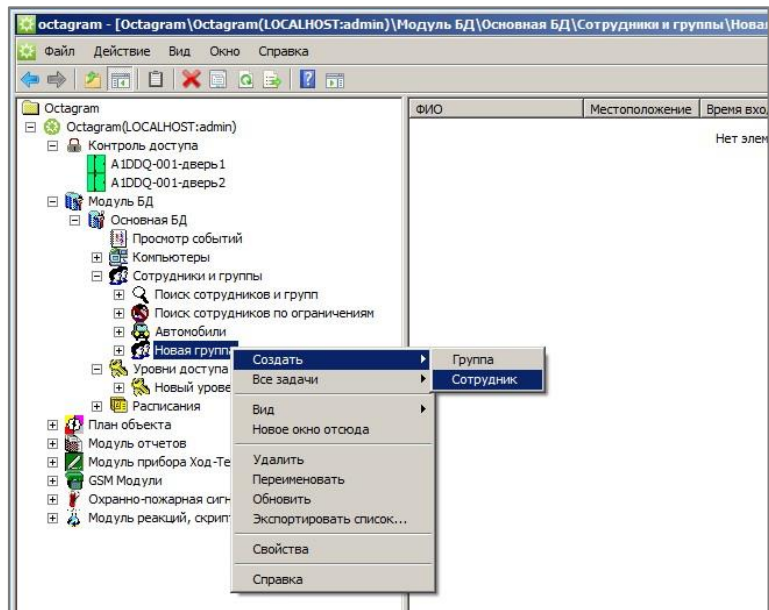 octagram - [Octagram\Octagram(LOCALHOST:admin)\Модуль БД\Основная БД\Сотрудники и группы\Новая
Файл Действие Вид Окно Справка
Octagram
Octagram(LOCALHOST:admin)
Контроль доступа
A1DDQ-001-дверь1
A1DDQ-001-дверь2
Модуль БД
Основная БД
Просмотр событий
Компьютеры
Сотрудники и группы
Поиск сотрудников и групп
Поиск сотрудников по ограничениям
Автомобили
Новая группа
Уровни доступа
Новый урове
Расписания
План объекта
Модуль отчетов
Модуль прибора Ход-Те
GSM Модули
Охранно-пожарная сигн
Модуль реакций, скрип
ФИО Местоположение Время вхо
Нет элем
Создать
Все задачи
Вид
Новое окно отсюда
Удалить
Переименовать
Обновить
Экспортировать список...
Свойства
Справка
Группа
Сотрудник